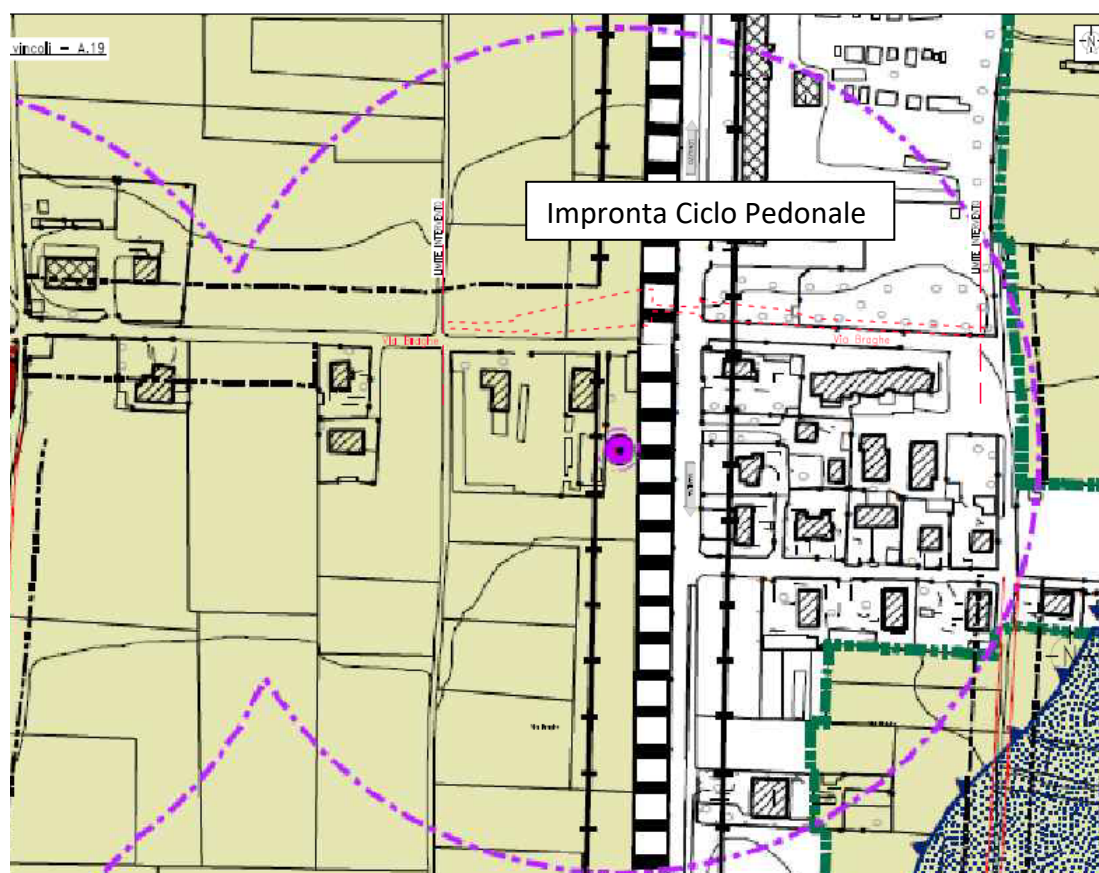 vincoli – A.19
N
Impronta Ciclo Pedonale
LIMITE INTERVENTO
LIMITE INTERVENTO
Via Braghe
Via Braghe
N